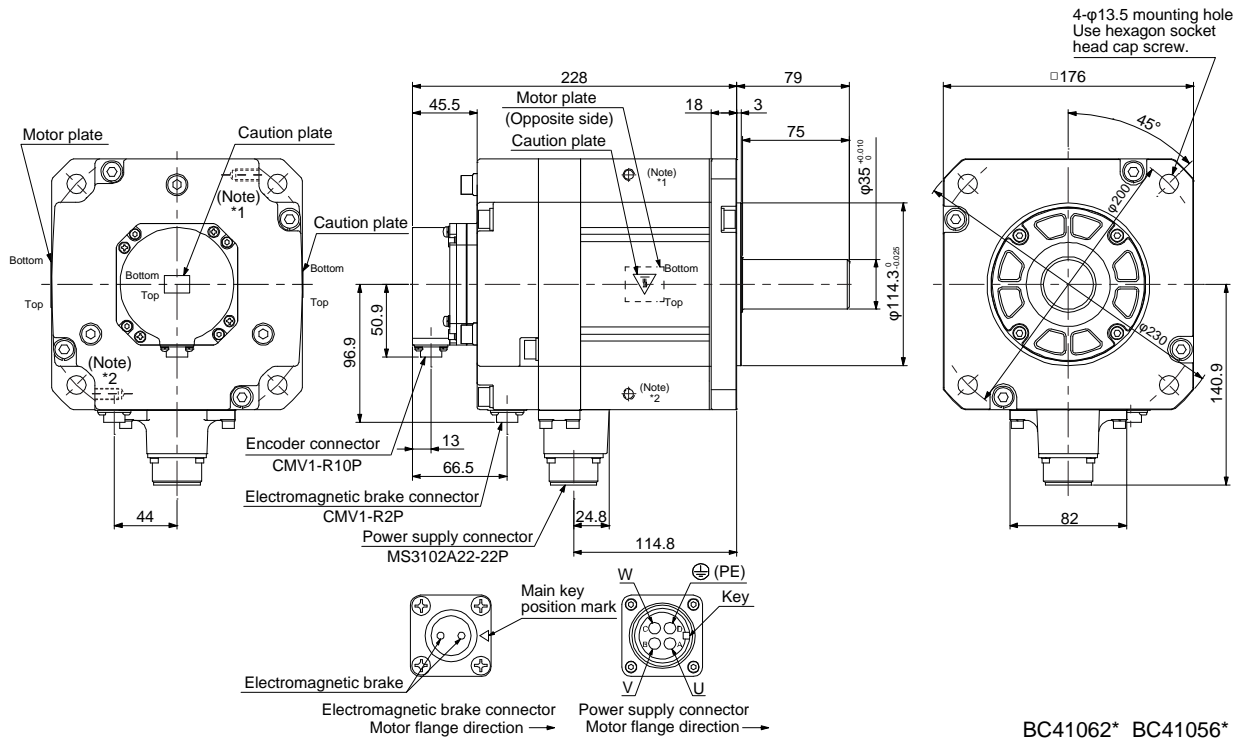 4-φ13.5 mounting hole
Use hexagon socket
head cap screw.
228
79
□176
45.5
Motor plate
(Opposite side)
Caution plate
18
3
75
45°
Motor plate
Caution plate
(Note)
*1
Caution plate
(Note)
*1
φ35 +0.010 0
φ200
Bottom
Top
Bottom
Top
Bottom
Top
Bottom
Top
φ114.3 0 -0.025
50.9
96.9
φ230
140.9
(Note)
*2
(Note)
*2
Encoder connector
CMV1-R10P
13
66.5
Electromagnetic brake connector
CMV1-R2P
44
24.8
82
Power supply connector
MS3102A22-22P
114.8
W
(PE)
Main key
position mark
Key
C
D
B
A
Electromagnetic brake
V
U
Electromagnetic brake connector
Motor flange direction →
Power supply connector
Motor flange direction →
BC41062* BC41056*